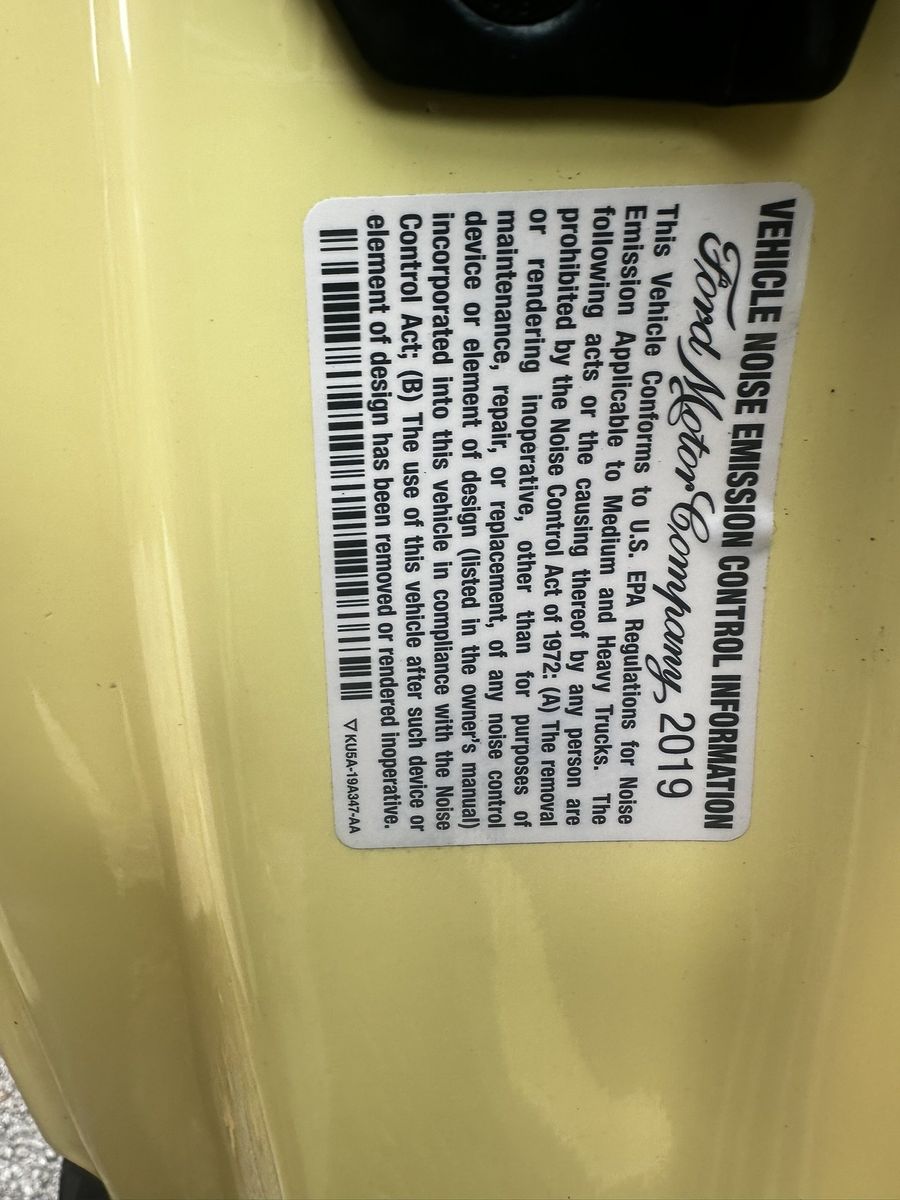 VEHICLE NOISE EMISSION CONTROL INFORMATION
Ford Motor Company 2019
This Vehicle Conforms to U.S. EPA Regulations for Noise
Emission Applicable to Medium and Heavy Trucks. The
following acts or the causing thereof by any person are
prohibited by the Noise Control Act of 1972: (A) The removal
or rendering inoperative, other than for purposes of
maintenance, repair, or replacement, of any noise control
device or element of design (listed in the owner's manual)
incorporated into this vehicle in compliance with the Noise
Control Act; (B) The use of this vehicle after such device or
element of design has been removed or rendered inoperative.
KU5A-19A347-AA